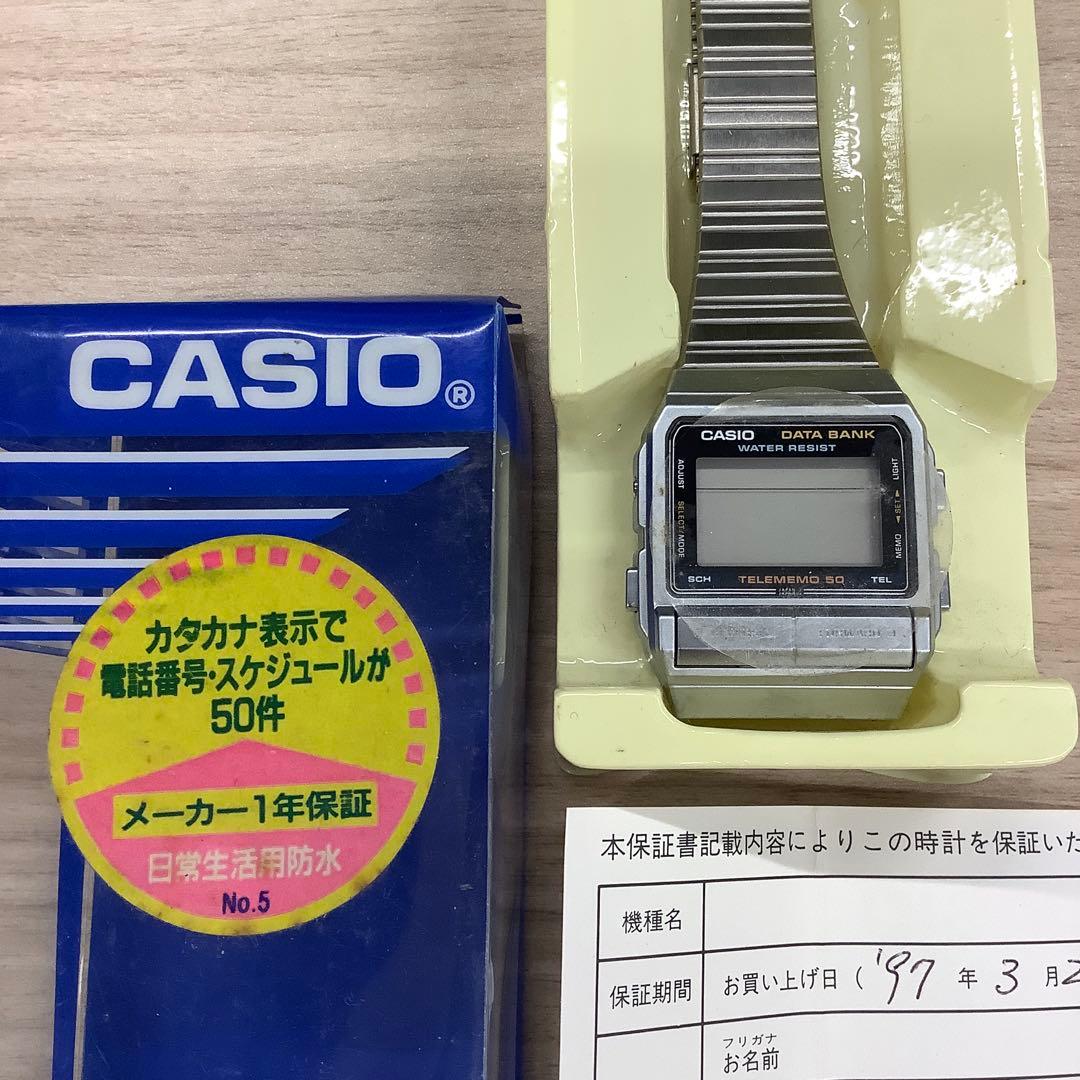 CASIO®
カタカナ表示で
電話番号・スケジュールが
50件
メーカー1年保証
日常生活用防水
No.5
CASIO DATA BANK
WATER RESIST
ADJUST
SELECT/MODE
LIGHT
◀ SET ▶
MEMO
SCH TELEMEMO 50 TEL
本保証書記載内容によりこの時計を保証いた
機種名
保証期間 お買い上げ日 ( '97 年 3 月 2
フリガナ
お名前